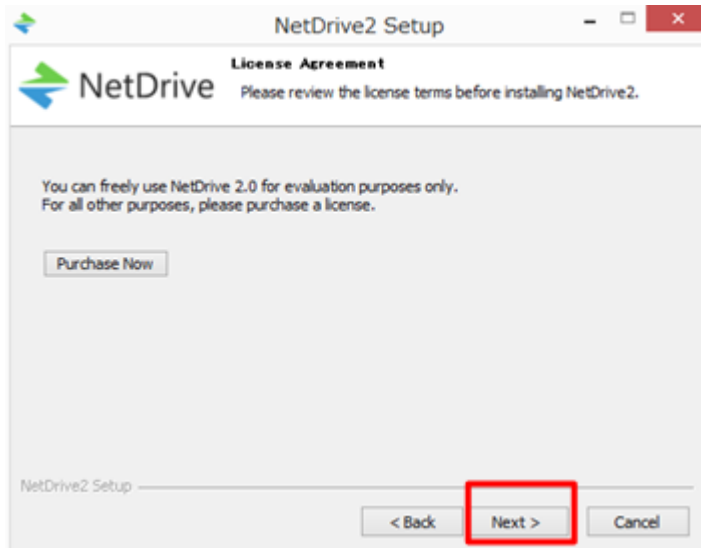 NetDrive2 Setup
NetDrive
License Agreement
Please review the license terms before installing NetDrive2.
You can freely use NetDrive 2.0 for evaluation purposes only.
For all other purposes, please purchase a license.
Purchase Now
NetDrive2 Setup
< Back
Next >
Cancel